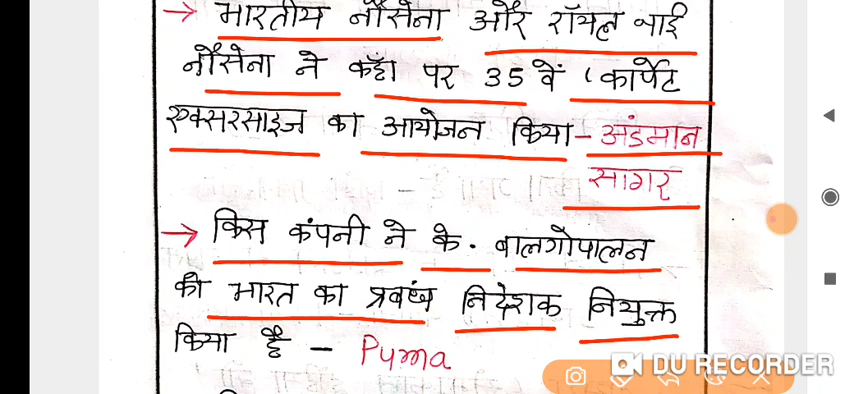 → भारतीय नौसेना और रॉयल थाई
नौसेना ने कहाँ पर 35 वें 'कार्पेट
एक्सरसाइज का आयोजन किया - अंडमान
सागर
→ किस कंपनी ने के. बालगोपालन
को भारत का प्रबंध निदेशक नियुक्त
किया है - Puma
DU RECORDER